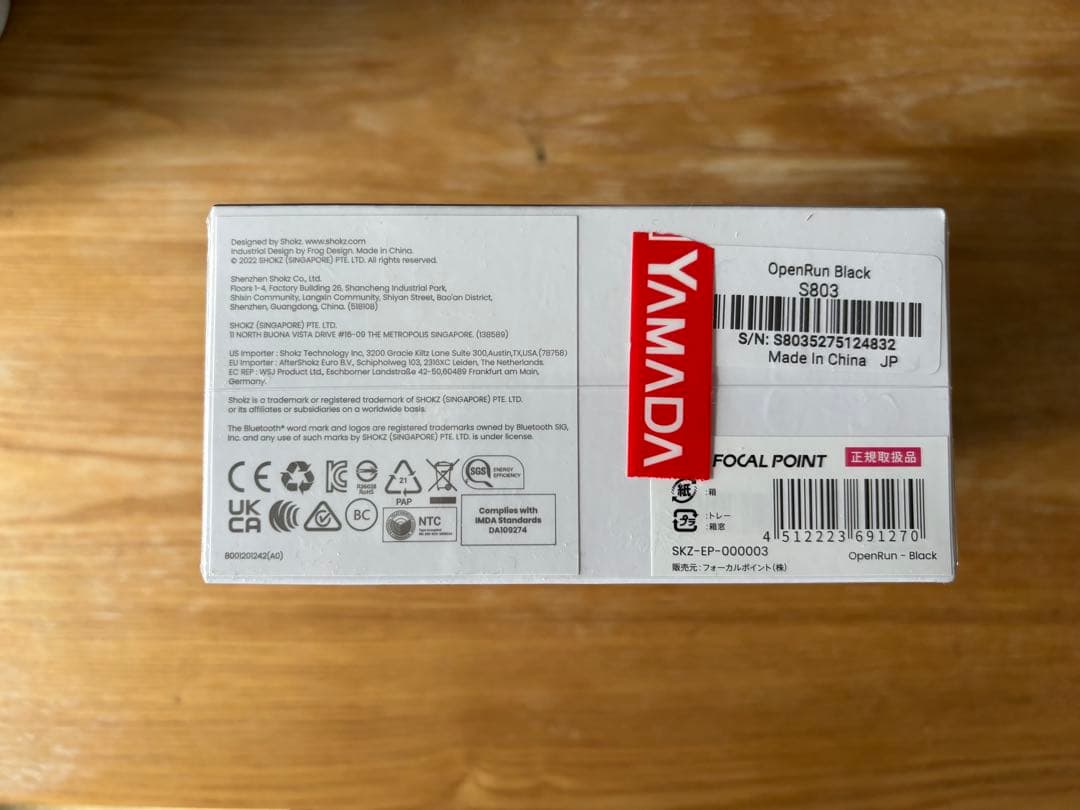 Designed by Shokz. www.shokz.com
Industrial Design by Frog Design. Made in China.
© 2022 SHOKZ (SINGAPORE) PTE. LTD. All rights reserved.
Shenzhen Shokz Co., Ltd.
Floors 1-4, Factory Building 26, Shancheng Industrial Park,
Shixin Community, Langxin Community, Shiyan Street, Bao'an District,
Shenzhen, Guangdong, China. (518108)
SHOKZ (SINGAPORE) PTE. LTD.
11 NORTH BUONA VISTA DRIVE #16-09 THE METROPOLIS SINGAPORE. (138589)
US Importer : Shokz Technology Inc, 3200 Gracie Kiltz Lane Suite 300,Austin,TX,USA.(78758)
EU Importer : AfterShokz Euro B.V., Schipholweg 103, 2316XC Leiden, The Netherlands.
EC REP : WSJ Product Ltd., Eschborner Landstraße 42-50,60489 Frankfurt am Main,
Germany.
Shokz is a trademark or registered trademark of SHOKZ (SINGAPORE) PTE. LTD.
or its affiliates or subsidiaries on a worldwide basis.
The Bluetooth® word mark and logos are registered trademarks owned by Bluetooth SIG,
Inc. and any use of such marks by SHOKZ (SINGAPORE) PTE. LTD. is under license.
CE
R36028
RoHS
21
PAP
SGS
ENERGY
EFFICIENCY
UK
CA
BC
NTC
Complies with
IMDA Standards
DA109274
8001201242(A0)
YAMADA
OpenRun Black
S803
S/N: S8035275124832
Made In China JP
FOCAL POINT
正規取扱品
紙
:箱
プラ
:トレー
:箱窓
4 512223 691270
SKZ-EP-000003
OpenRun - Black
販売元:フォーカルポイント(株)